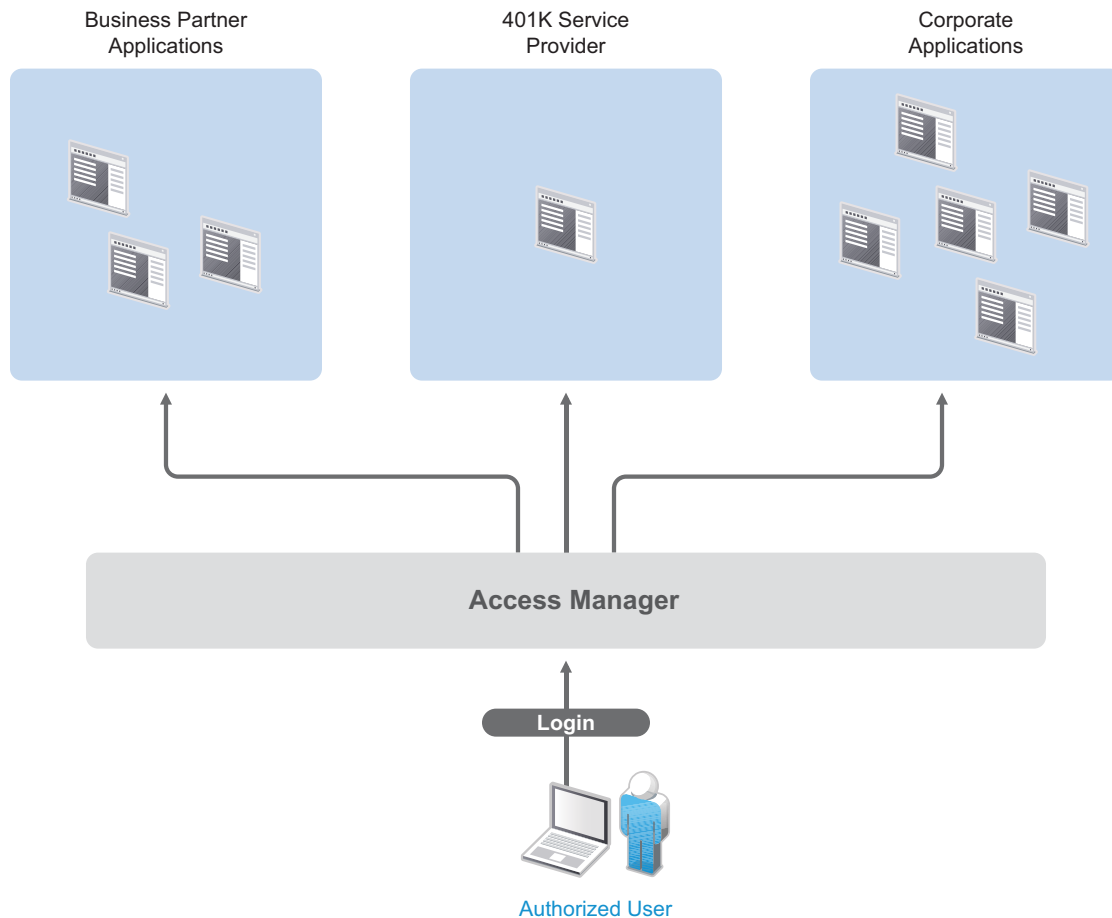 Business Partner
Applications
401K Service
Provider
Corporate
Applications
Access Manager
Login
Authorized User